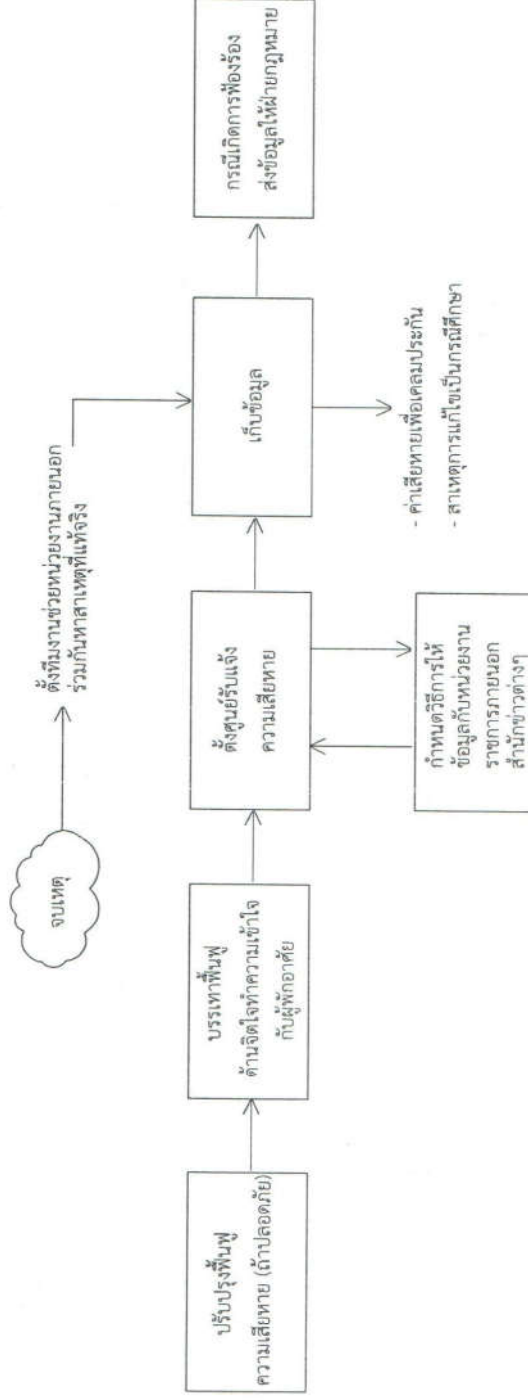 จบเหตุ
ตั้งทีมงานช่วยหน่วยงานภายนอก
ร่วมกันหาสาเหตุที่แท้จริง
ปรับปรุงฟื้นฟู
ความเสียหาย (ถ้าปลอดภัย)
บรรเทาฟื้นฟู
ด้านจิตใจทำความเข้าใจ
กับผู้พักอาศัย
ตั้งศูนย์รับแจ้ง
ความเสียหาย
เก็บข้อมูล
กรณีเกิดการฟ้องร้อง
ส่งข้อมูลให้ฝ่ายกฎหมาย
กำหนดวิธีการให้
ข้อมูลกับหน่วยงาน
ราชการภายนอก
สำนักข่าวต่างๆ
- ค่าเสียหายเพื่อเคลมประกัน
- สาเหตุการแก้ไขเป็นกรณีศึกษา